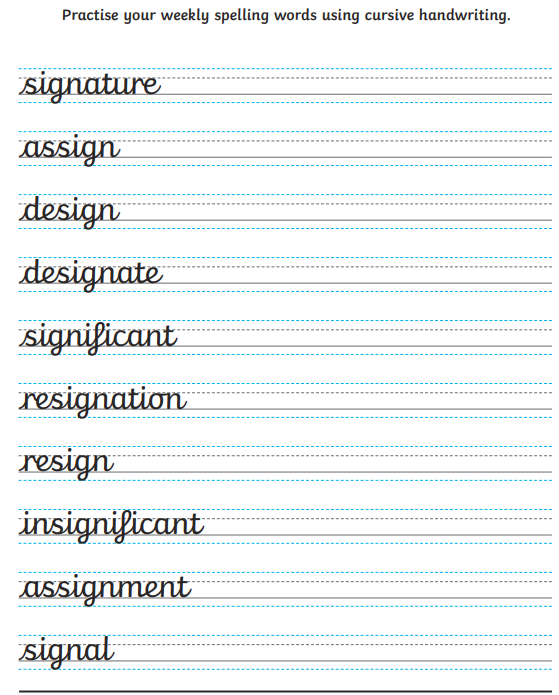 Practise your weekly spelling words using cursive handwriting.
signature
assign
design
designate
significant
resignation
resign
insignificant
assignment
signal